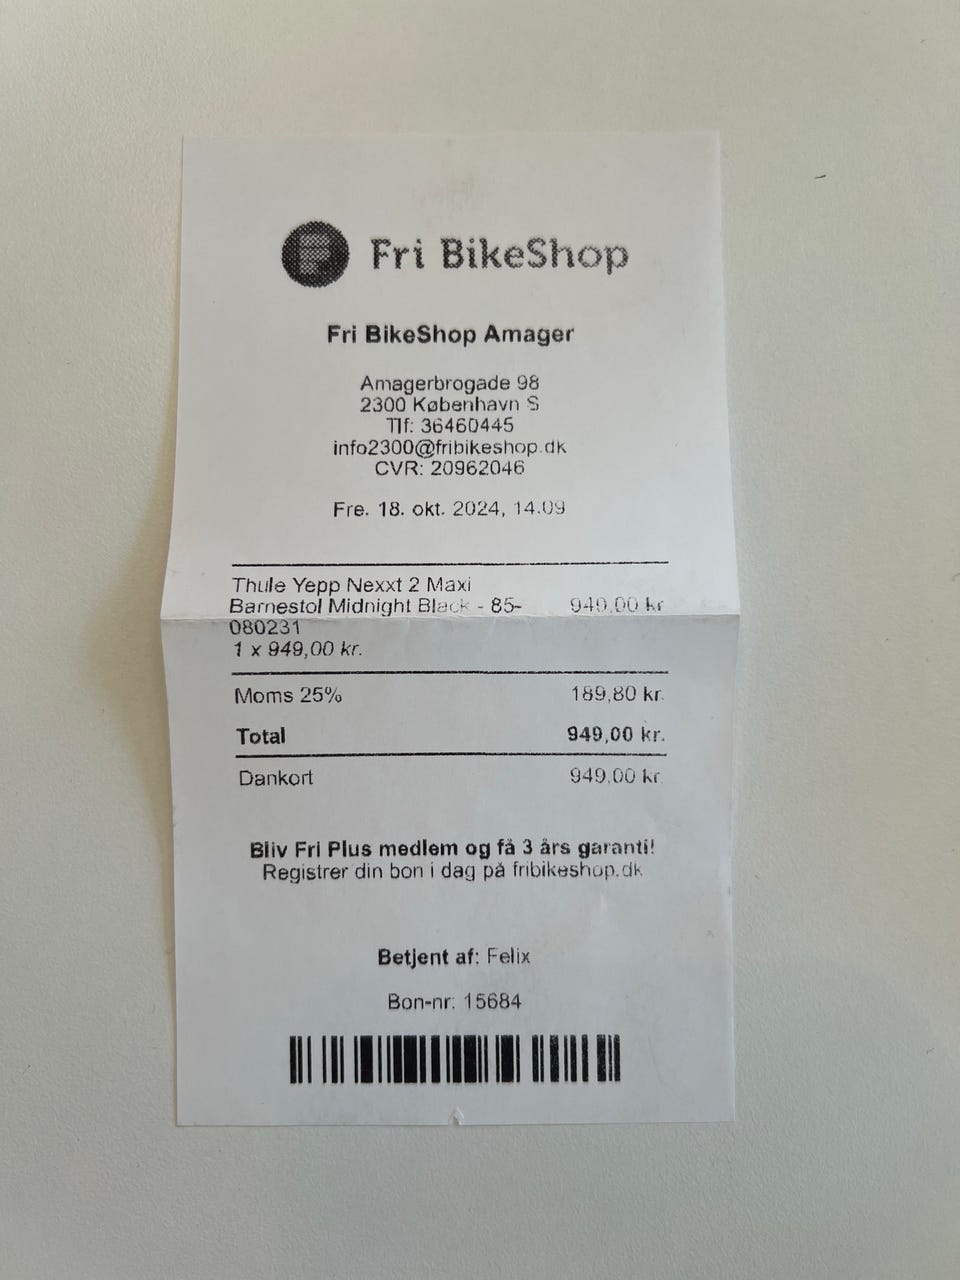 Fri BikeShop
Fri BikeShop Amager
Amagerbrogade 98
2300 København S
Tlf: 36460445
info2300@fribikeshop.dk
CVR: 20962046
Fre. 18. okt. 2024, 14.09
Thule Yepp Nexxt 2 Maxi
Barnestol Midnight Black - 85- 949,00 kr.
080231
1 x 949,00 kr.
Moms 25% 189,80 kr.
Total 949,00 kr.
Dankort 949,00 kr.
Bliv Fri Plus medlem og få 3 års garanti!
Registrer din bon i dag på fribikeshop.dk
Betjent af: Felix
Bon-nr: 15684